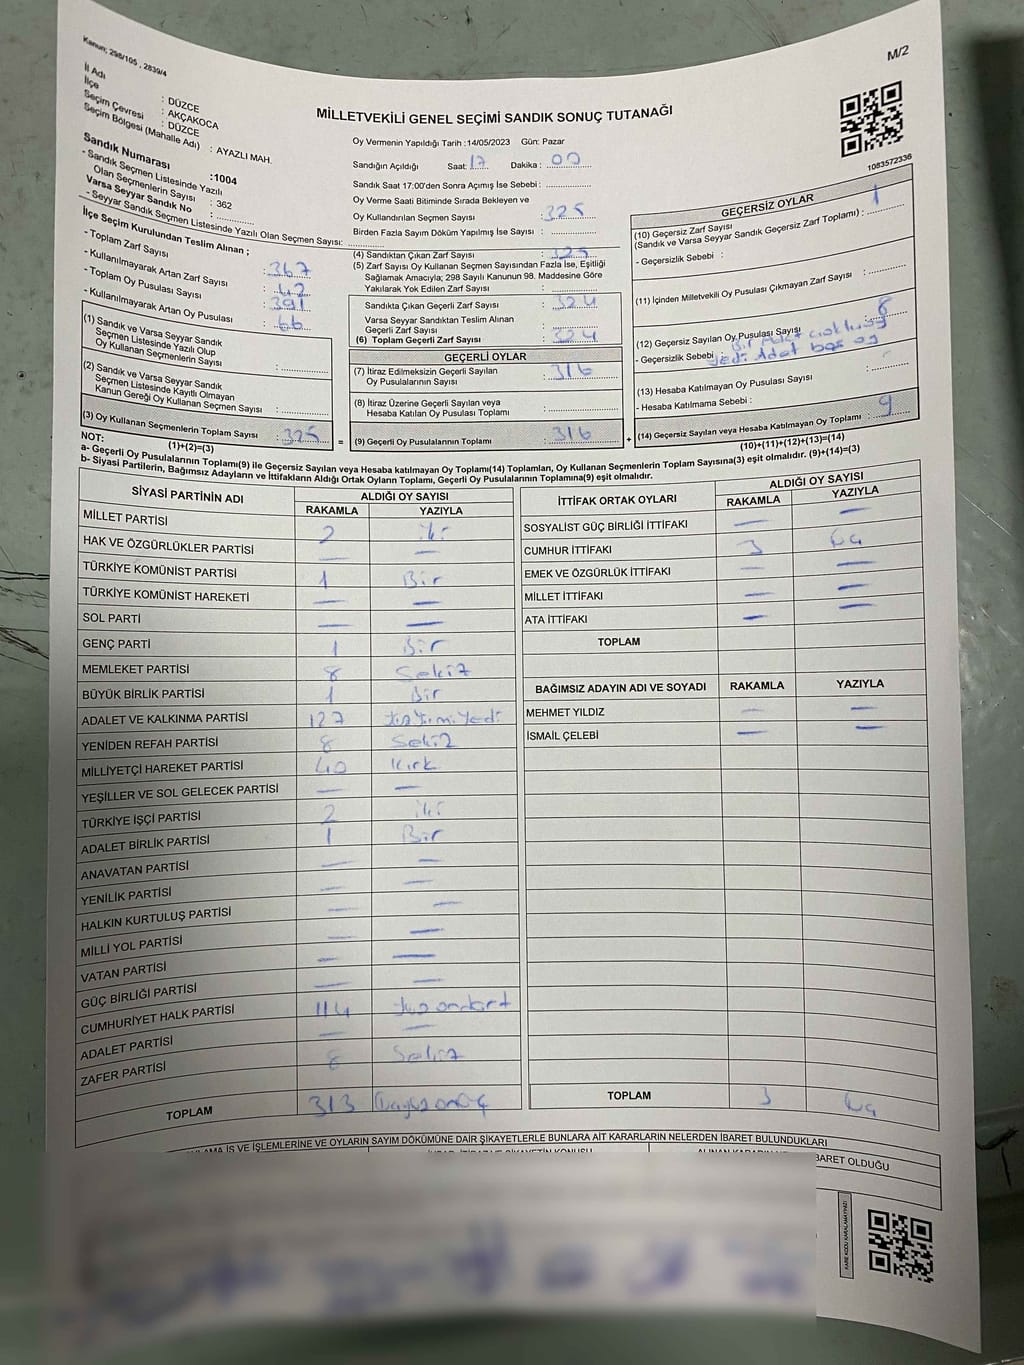 Kanun; 298/105 , 2839/4
M/2
İl Adı : DÜZCE
İlçe : AKÇAKOCA
Seçim Çevresi : DÜZCE
Seçim Bölgesi (Mahalle Adı) : AYAZLI MAH.
MİLLETVEKİLİ GENEL SEÇİMİ SANDIK SONUÇ TUTANAĞI
1083572336
Sandık Numarası :1004
- Sandık Seçmen Listesinde Yazılı
Olan Seçmenlerin Sayısı : 362
Varsa Seyyar Sandık No :
- Seyyar Sandık Seçmen Listesinde Yazılı Olan Seçmen Sayısı:
İlçe Seçim Kurulundan Teslim Alınan ;
- Toplam Zarf Sayısı : 367
- Kullanılmayarak Artan Zarf Sayısı : 42
- Toplam Oy Pusulası Sayısı : 391
- Kullanılmayarak Artan Oy Pusulası : 66
(1) Sandık ve Varsa Seyyar Sandık
Seçmen Listesinde Yazılı Olup
Oy Kullanan Seçmenlerin Sayısı :
(2) Sandık ve Varsa Seyyar Sandık
Seçmen Listesinde Kayıtlı Olmayan
Kanun Gereği Oy Kullanan Seçmen Sayısı :
(3) Oy Kullanan Seçmenlerin Toplam Sayısı : 325
(1)+(2)=(3)
Oy Vermenin Yapıldığı Tarih :14/05/2023 Gün: Pazar
Sandığın Açıldığı Saat: 17 Dakika : 00
Sandık Saat 17:00'den Sonra Açımış İse Sebebi :
Oy Verme Saati Bitiminde Sırada Bekleyen ve
Oy Kullandırılan Seçmen Sayısı : 325
Birden Fazla Sayım Döküm Yapılmış İse Sayısı :
(4) Sandıktan Çıkan Zarf Sayısı : 325
(5) Zarf Sayısı Oy Kullanan Seçmen Sayısından Fazla İse, Eşitliği
Sağlamak Amacıyla; 298 Sayılı Kanunun 98. Maddesine Göre
Yakılarak Yok Edilen Zarf Sayısı :
Sandıkta Çıkan Geçerli Zarf Sayısı : 324
Varsa Seyyar Sandıktan Teslim Alınan
Geçerli Zarf Sayısı :
(6) Toplam Geçerli Zarf Sayısı : 324
GEÇERLİ OYLAR
(7) İtiraz Edilmeksizin Geçerli Sayılan
Oy Pusulalarının Sayısı : 316
(8) İtiraz Üzerine Geçerli Sayılan veya
Hesaba Katılan Oy Pusulası Toplamı :
= (9) Geçerli Oy Pusulalarının Toplamı : 316 +
GEÇERSİZ OYLAR
(10) Geçersiz Zarf Sayısı
(Sandık ve Varsa Seyyar Sandık Geçersiz Zarf Toplamı) : 1
- Geçersizlik Sebebi :
(11) İçinden Milletvekili Oy Pusulası Çıkmayan Zarf Sayısı :
(12) Geçersiz Sayılan Oy Pusulası Sayısı : 8
- Geçersizlik Sebebi Bir Adet
yedi Adet boş oy
(13) Hesaba Katılmayan Oy Pusulası Sayısı :
- Hesaba Katılmama Sebebi :
(14) Geçersiz Sayılan veya Hesaba Katılmayan Oy Toplamı : 9
(10)+(11)+(12)+(13)=(14)
NOT:
a- Geçerli Oy Pusulalarının Toplamı(9) ile Geçersiz Sayılan veya Hesaba katılmayan Oy Toplamı(14) Toplamları, Oy Kullanan Seçmenlerin Toplam Sayısına(3) eşit olmalıdır. (9)+(14)=(3)
b- Siyasi Partilerin, Bağımsız Adayların ve İttifakların Aldığı Ortak Oyların Toplamı, Geçerli Oy Pusulalarının Toplamına(9) eşit olmalıdır.
SİYASİ PARTİNİN ADI ALDIĞI OY SAYISI
RAKAMLA YAZIYLA
MİLLET PARTİSİ 2 iki
HAK VE ÖZGÜRLÜKLER PARTİSİ — —
TÜRKİYE KOMÜNİST PARTİSİ 1 Bir
TÜRKİYE KOMÜNİST HAREKETİ — —
SOL PARTİ — —
GENÇ PARTİ 1 Bir
MEMLEKET PARTİSİ 8 Sekiz
BÜYÜK BİRLİK PARTİSİ 1 Bir
ADALET VE KALKINMA PARTİSİ 127 yüzyirmiyedi
YENİDEN REFAH PARTİSİ 8 Sekiz
MİLLİYETÇİ HAREKET PARTİSİ 40 Kırk
YEŞİLLER VE SOL GELECEK PARTİSİ — —
TÜRKİYE İŞÇİ PARTİSİ 2 iki
ADALET BİRLİK PARTİSİ 1 Bir
ANAVATAN PARTİSİ — —
YENİLİK PARTİSİ — —
HALKIN KURTULUŞ PARTİSİ — —
MİLLİ YOL PARTİSİ —
VATAN PARTİSİ — —
GÜÇ BİRLİĞİ PARTİSİ — —
CUMHURİYET HALK PARTİSİ 114 yüzondört
ADALET PARTİSİ — —
ZAFER PARTİSİ 8 Sekiz
TOPLAM 313 üçyüzonüç
İTTİFAK ORTAK OYLARI ALDIĞI OY SAYISI
RAKAMLA YAZIYLA
SOSYALİST GÜÇ BİRLİĞİ İTTİFAKI — —
CUMHUR İTTİFAKI 3 üç
EMEK VE ÖZGÜRLÜK İTTİFAKI — —
MİLLET İTTİFAKI — —
ATA İTTİFAKI — —
TOPLAM
BAĞIMSIZ ADAYIN ADI VE SOYADI RAKAMLA YAZIYLA
MEHMET YILDIZ — —
İSMAİL ÇELEBİ — —
TOPLAM 3 üç
İŞ VE İŞLEMLERİNE VE OYLARIN SAYIM DÖKÜMÜNE DAİR ŞİKAYETLERLE BUNLARA AİT KARARLARIN NELERDEN İBARET BULUNDUKLARI
OLDUĞU